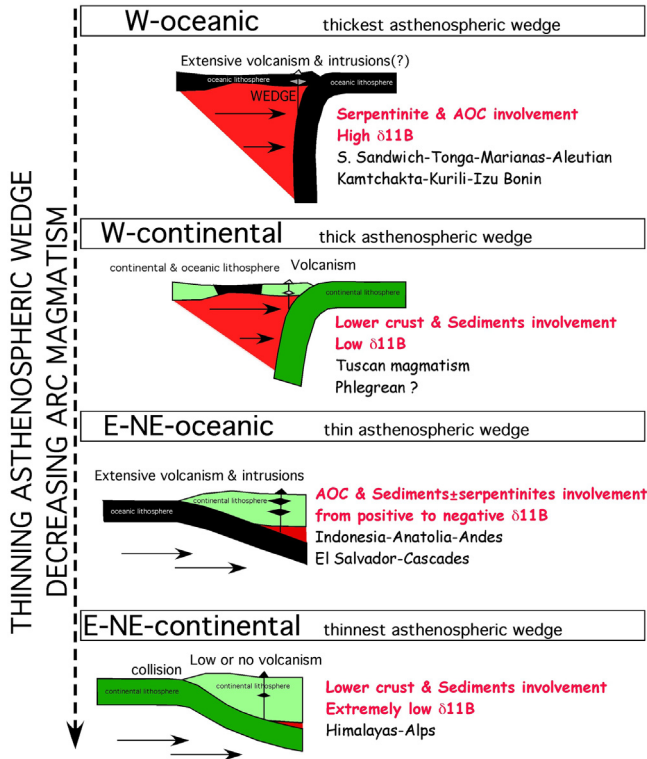 THINNING ASTHENOSPHERIC WEDGE
DECREASING ARC MAGMATISM
W-oceanic thickest asthenospheric wedge
Extensive volcanism & intrusions(?)
oceanic lithosphere
oceanic lithosphere
WEDGE
Serpentinite & AOC involvement
High δ11B
S. Sandwich-Tonga-Marianas-Aleutian
Kamtchakta-Kurili-Izu Bonin
W-continental thick asthenospheric wedge
continental & oceanic lithosphere
Volcanism
continental lithosphere
Lower crust & Sediments involvement
Low δ11B
Tuscan magmatism
Phlegrean ?
E-NE-oceanic thin asthenospheric wedge
Extensive volcanism & intrusions
continental lithosphere
oceanic lithosphere
AOC & Sediments±serpentinites involvement
from positive to negative δ11B
Indonesia-Anatolia-Andes
El Salvador-Cascades
E-NE-continental thinnest asthenospheric wedge
Low or no volcanism
collision
continental lithosphere
continental lithosphere
Lower crust & Sediments involvement
Extremely low δ11B
Himalayas-Alps